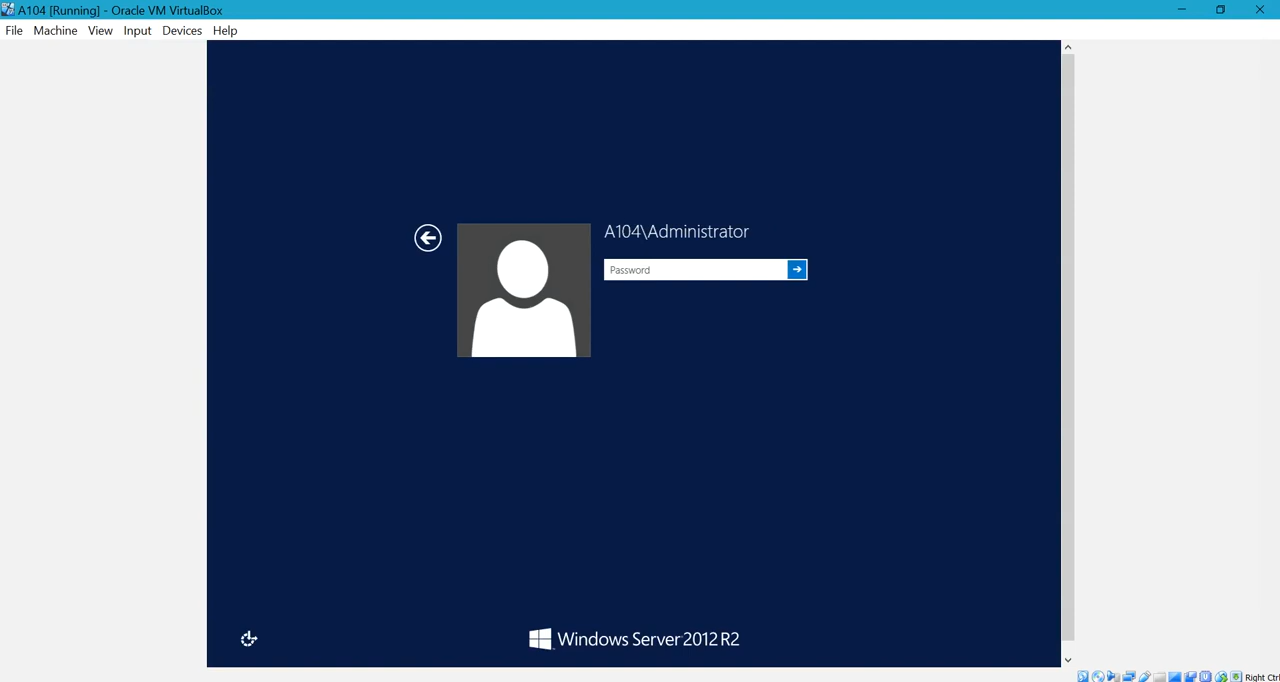 A104 [Running] - Oracle VM VirtualBox
File Machine View Input Devices Help
A104\Administrator
Password
Windows Server 2012 R2
Right Ctrl